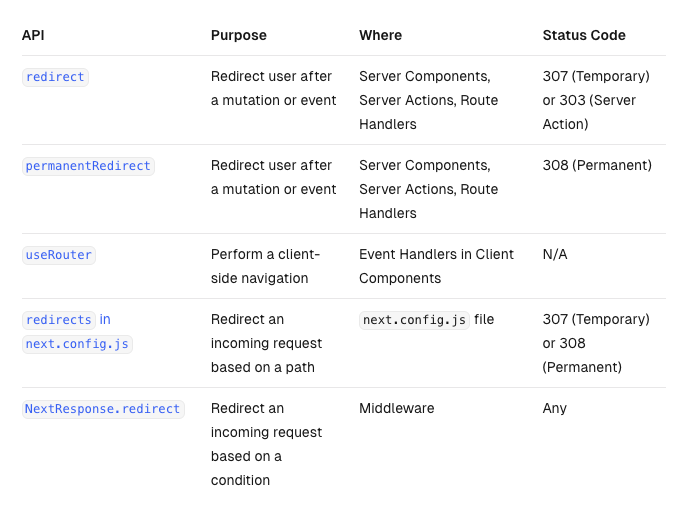 API Purpose Where Status Code
redirect Redirect user after Server Components, 307 (Temporary)
a mutation or event Server Actions, Route or 303 (Server
Handlers Action)
permanentRedirect Redirect user after Server Components, 308 (Permanent)
a mutation or event Server Actions, Route
Handlers
useRouter Perform a client- Event Handlers in Client N/A
side navigation Components
redirects in Redirect an next.config.js file 307 (Temporary)
next.config.js incoming request or 308
based on a path (Permanent)
NextResponse.redirect Redirect an Middleware Any
incoming request
based on a
condition